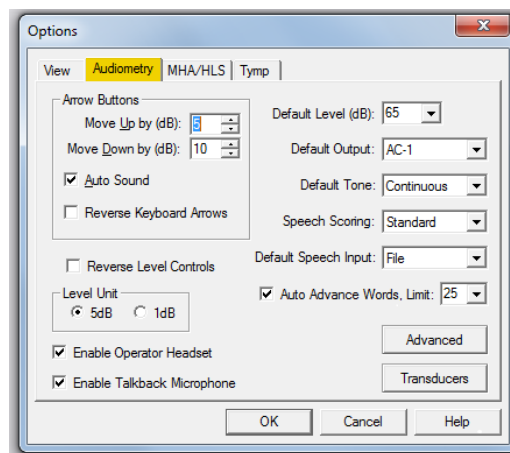 Options
View Audiometry MHA/HLS Tymp
Arrow Buttons
Move Up by (dB): 5
Move Down by (dB): 10
Auto Sound
Reverse Keyboard Arrows
Reverse Level Controls
Level Unit
5dB 1dB
Enable Operator Headset
Enable Talkback Microphone
Default Level (dB): 65
Default Output: AC-1
Default Tone: Continuous
Speech Scoring: Standard
Default Speech Input: File
Auto Advance Words, Limit: 25
Advanced
Transducers
OK Cancel Help